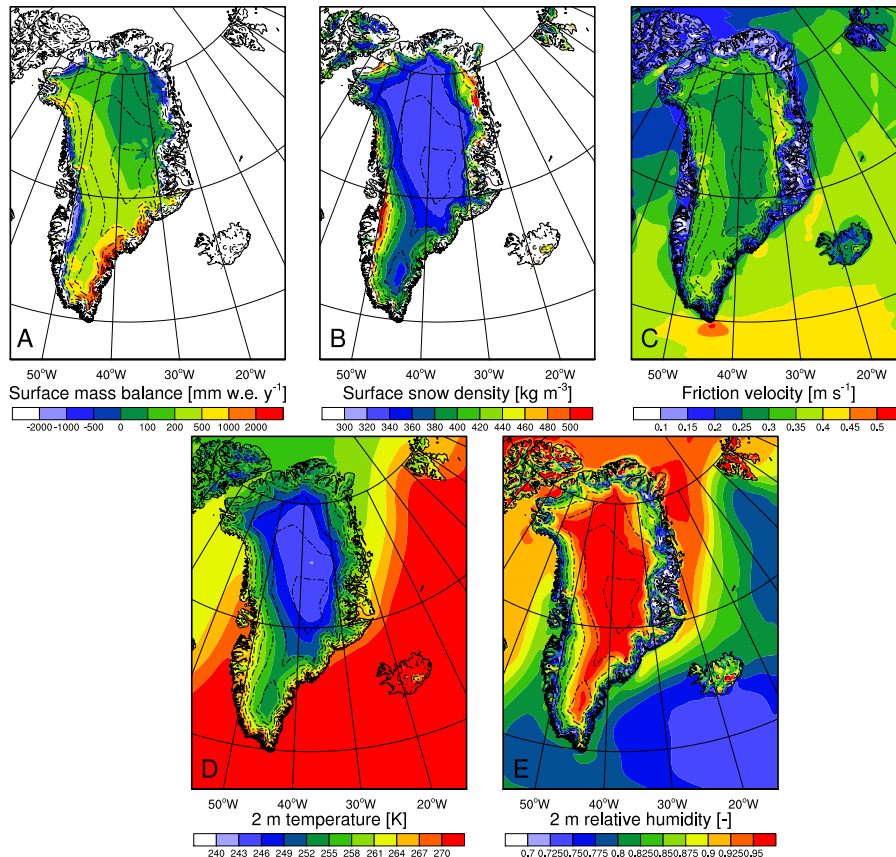 A
B
C
50°W 40°W 30°W 20°W
50°W 40°W 30°W 20°W
50°W 40°W 30°W 20°W
Surface mass balance [mm w.e. y⁻¹]
Surface snow density [kg m⁻³]
Friction velocity [m s⁻¹]
-2000 -1000 -500 0 100 200 500 1000 2000
300 320 340 360 380 400 420 440 460 480 500
0.1 0.15 0.2 0.25 0.3 0.35 0.4 0.45 0.5
D
E
50°W 40°W 30°W 20°W
50°W 40°W 30°W 20°W
2 m temperature [K]
2 m relative humidity [-]
240 243 246 249 252 255 258 261 264 267 270
0.7 0.725 0.75 0.775 0.8 0.825 0.85 0.875 0.9 0.925 0.95